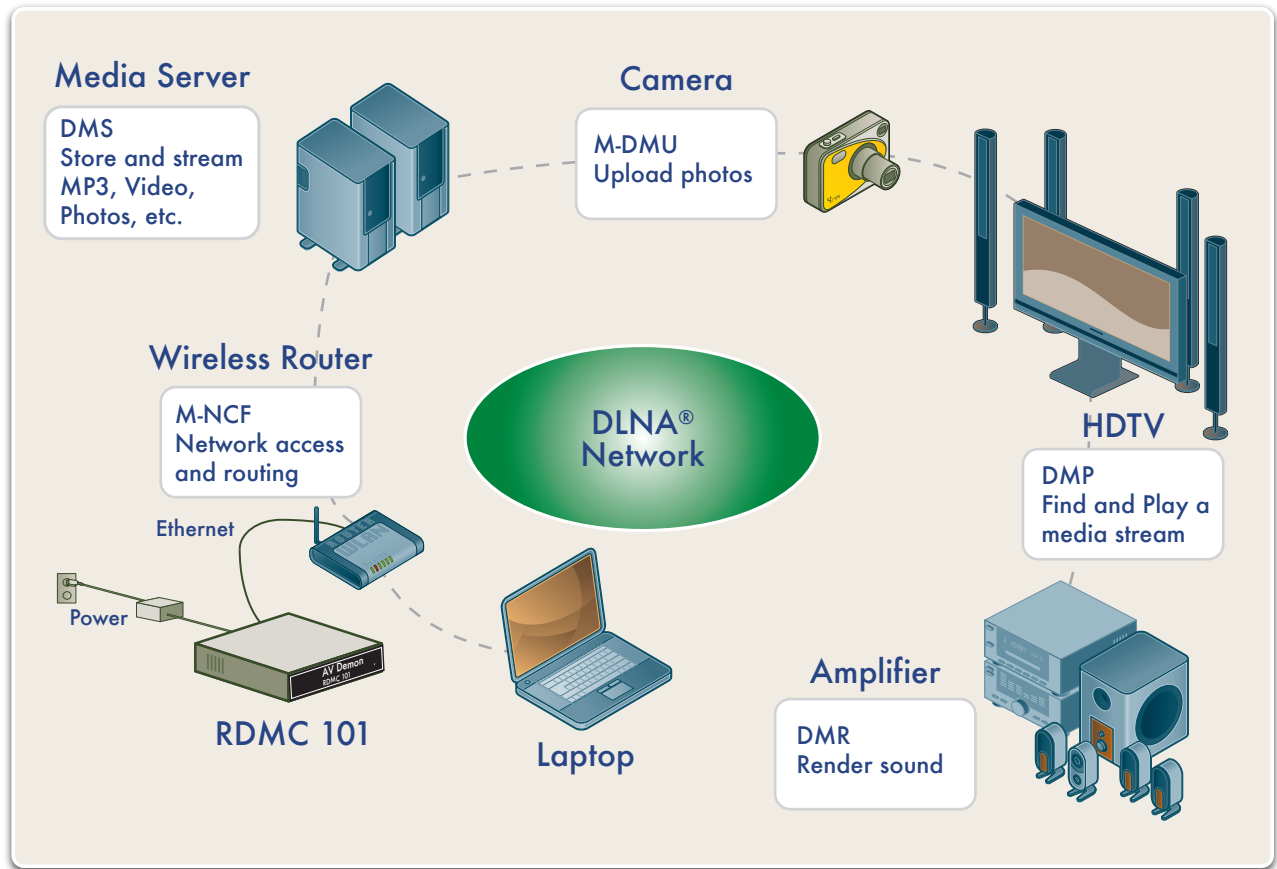 Media Server
DMS
Store and stream
MP3, Video,
Photos, etc.
Camera
M-DMU
Upload photos
Wireless Router
M-NCF
Network access
and routing
DLNA®
Network
HDTV
DMP
Find and Play a
media stream
Ethernet
ROUTER
WLAN
Power
AV Demon
RDMC 101
RDMC 101
Laptop
Amplifier
DMR
Render sound